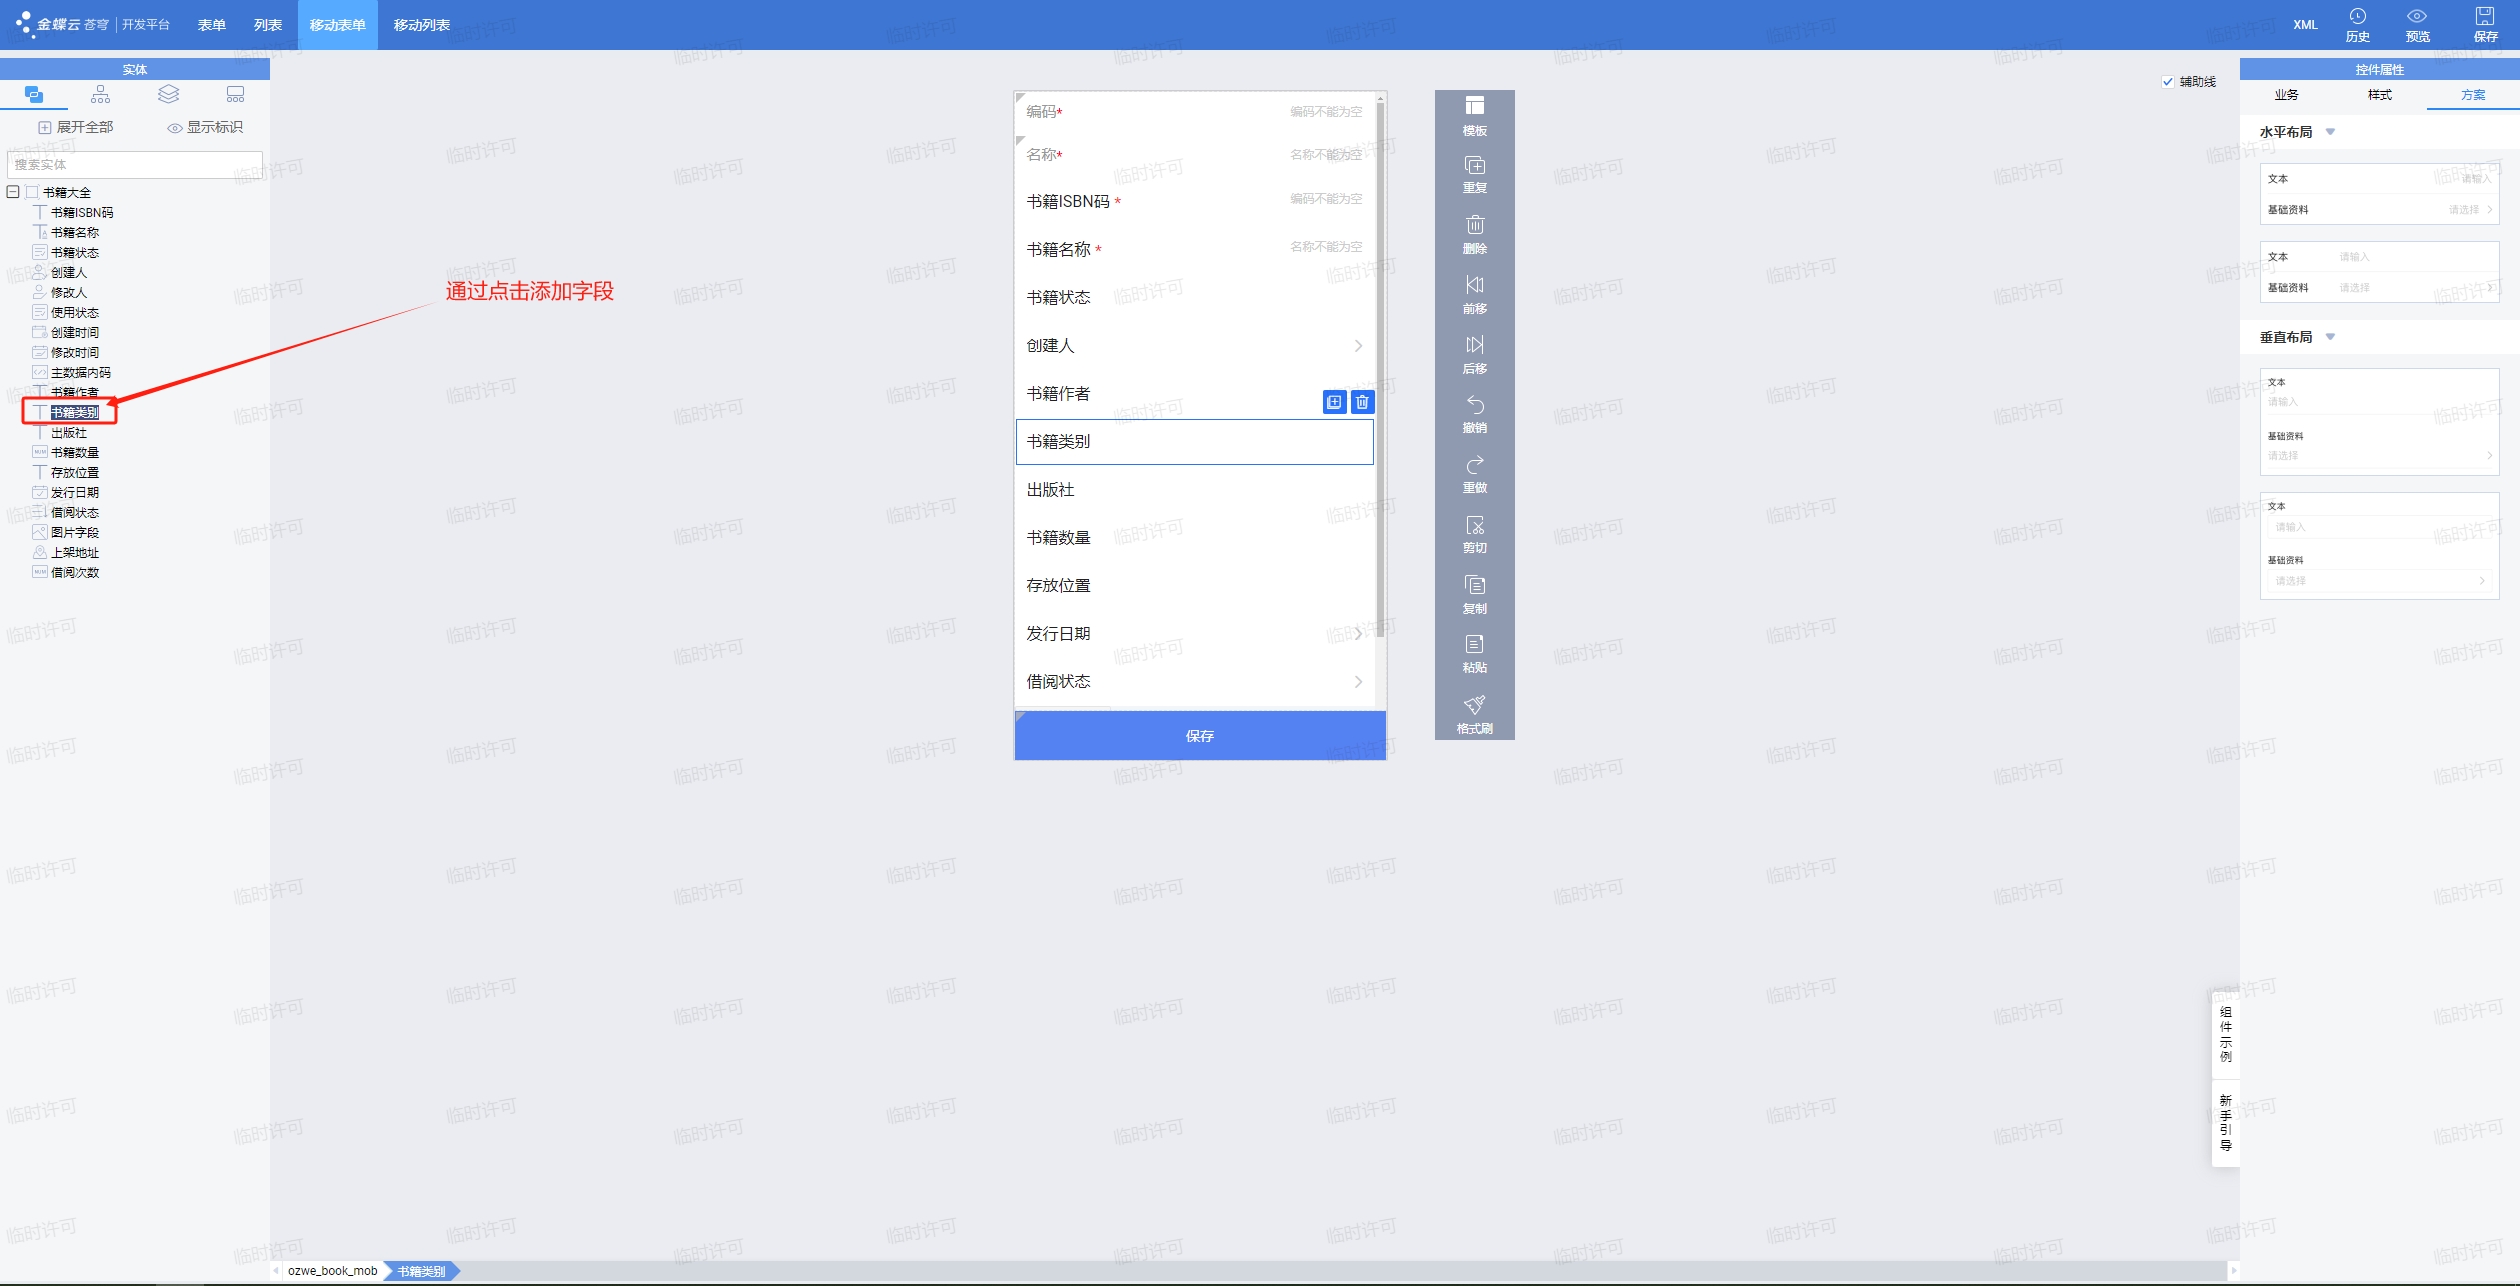 金蝶云 苍穹 | 开发平台
表单
列表
移动表单
移动列表
XML
历史
预览
保存
实体
展开全部
显示标识
搜索实体
书籍大全
书籍ISBN码
书籍名称
书籍状态
创建人
修改人
使用状态
创建时间
修改时间
主数据内码
书籍作者
书籍类别
出版社
书籍数量
存放位置
发行日期
借阅状态
图片字段
上架地址
借阅次数
通过点击添加字段
编码*
编码不能为空
名称*
名称不能为空
书籍ISBN码 *
编码不能为空
书籍名称 *
名称不能为空
书籍状态
创建人
书籍作者
书籍类别
出版社
书籍数量
存放位置
发行日期
借阅状态
保存
模板
重复
删除
前移
后移
撤销
重做
剪切
复制
粘贴
格式刷
辅助线
控件属性
业务
样式
方案
水平布局
文本
请输入
基础资料
请选择
文本
请输入
基础资料
请选择
垂直布局
文本
请输入
基础资料
请选择
文本
请输入
基础资料
请选择
组件示例
新手引导
ozwe_book_mob
书籍类别
临时许可